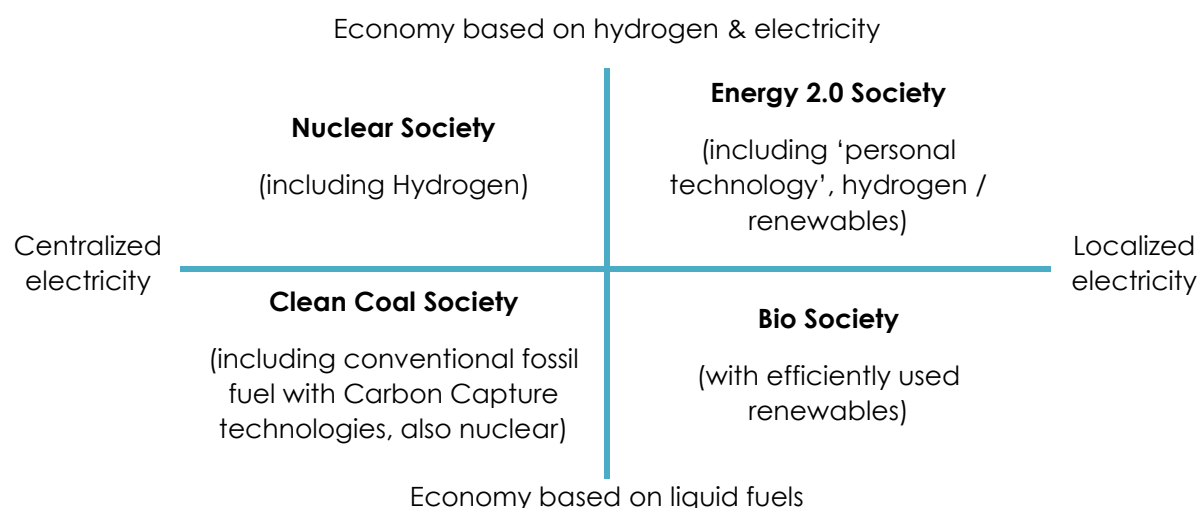 Economy based on hydrogen & electricity
Nuclear Society
(including Hydrogen)
Energy 2.0 Society
(including ‘personal
technology’, hydrogen /
renewables)
Centralized
electricity
Localized
electricity
Clean Coal Society
(including conventional fossil
fuel with Carbon Capture
technologies, also nuclear)
Bio Society
(with efficiently used
renewables)
Economy based on liquid fuels